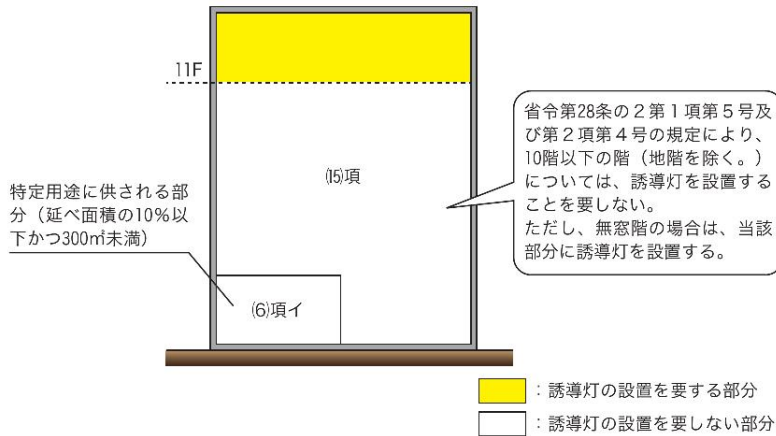 11F
⒂項
特定用途に供される部
分（延べ面積の10％以
下かつ300㎡未満）
⑹項イ
省令第28条の２第１項第５号及
び第２項第４号の規定により、
10階以下の階（地階を除く。）
については、誘導灯を設置する
ことを要しない。
ただし、無窓階の場合は、当該
部分に誘導灯を設置する。
：誘導灯の設置を要する部分
：誘導灯の設置を要しない部分